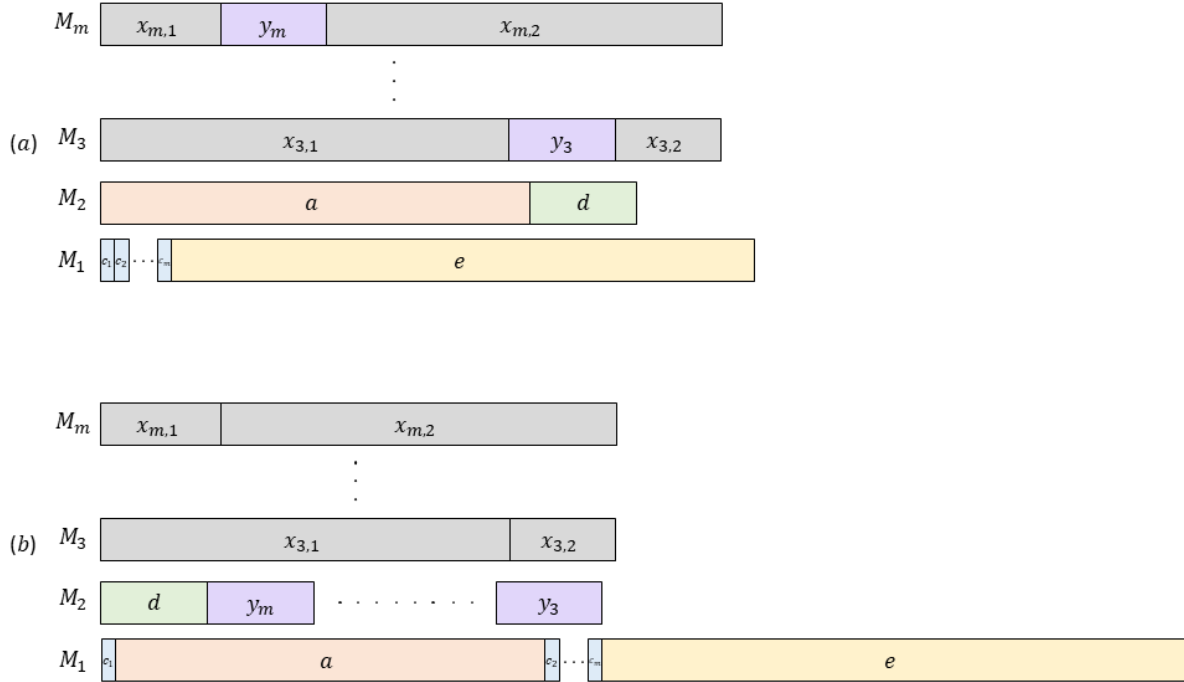 M_m x_{m,1} y_m x_{m,2}
⋮
(a) M_3 x_{3,1} y_3 x_{3,2}
M_2 a d
M_1 c_1 c_2 ··· c_m e
M_m x_{m,1} x_{m,2}
⋮
(b) M_3 x_{3,1} x_{3,2}
M_2 d y_m ········ y_3
M_1 c_1 a c_2 ··· c_m e